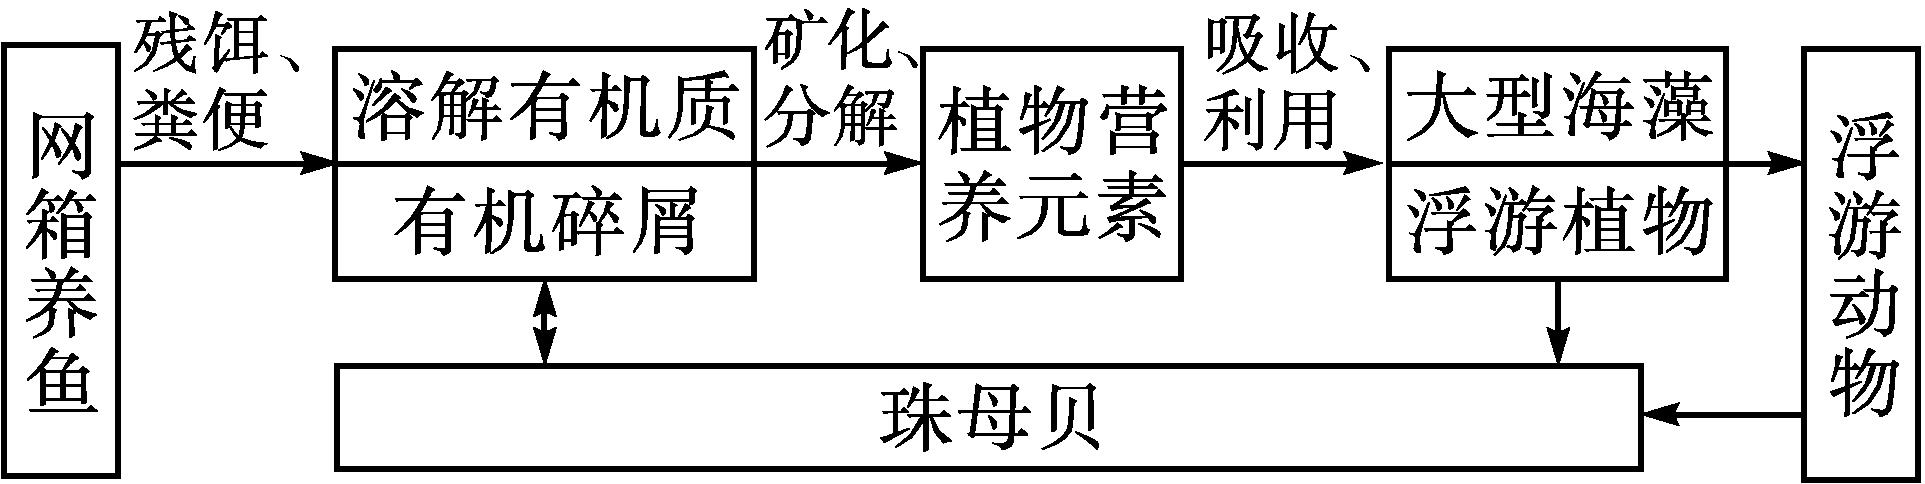 网箱养鱼
残饵、
粪便
溶解有机质
有机碎屑
矿化、
分解
植物营
养元素
吸收、
利用
大型海藻
浮游植物
浮游动物
珠母贝